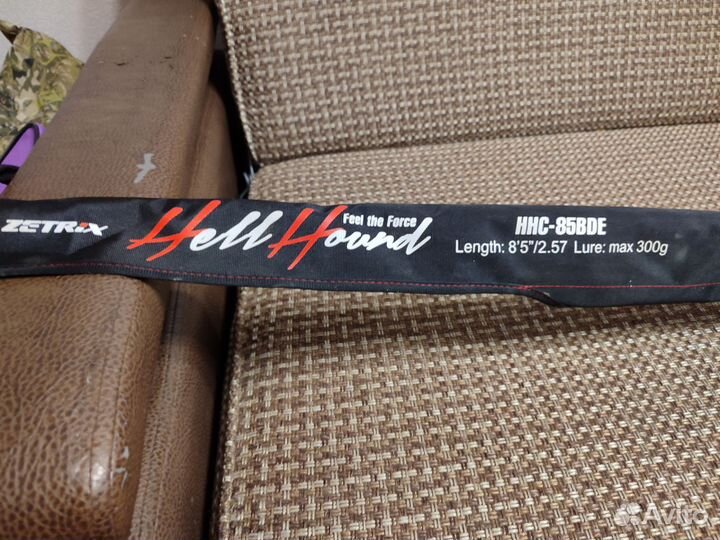 ZETRIX
Hell Hound
Feel the Force
HHC-85BDE
Length: 8'5"/2.57 Lure: max 300g
Avito